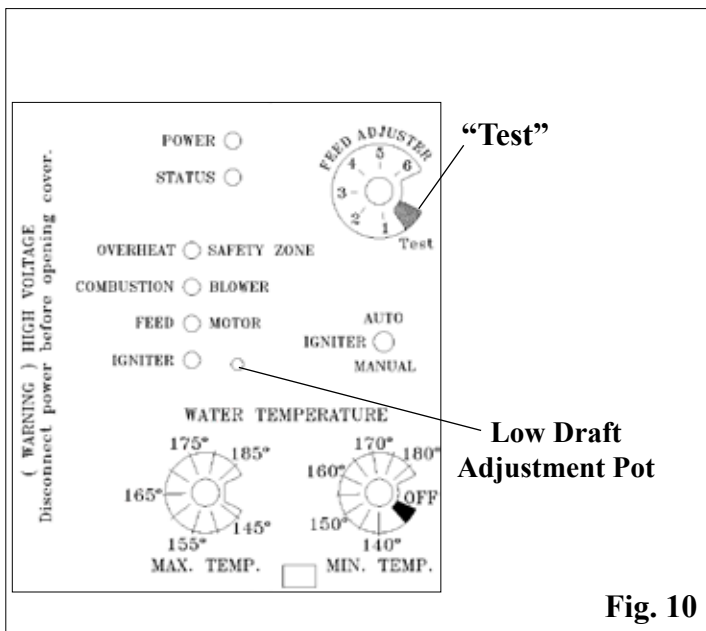 ( WARNING ) HIGH VOLTAGE
Disconnect power before opening cover.
POWER
STATUS
FEED ADJUSTER
1 2 3 4 5 6
Test
“Test”
OVERHEAT SAFETY ZONE
COMBUSTION BLOWER
FEED MOTOR
IGNITER
AUTO
IGNITER
MANUAL
Low Draft
Adjustment Pot
WATER TEMPERATURE
175° 185°
165°
155° 145°
MAX. TEMP.
170° 180°
160° OFF
150°
140°
MIN. TEMP.
Fig. 10